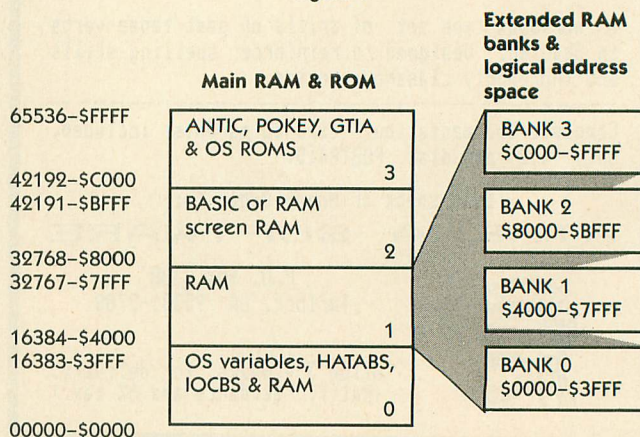 Extended RAM
banks &
logical address
space
Main RAM & ROM
65536–$FFFF
ANTIC, POKEY, GTIA
& OS ROMS
3
42192–$C000
42191–$BFFF
BASIC or RAM
screen RAM
2
32768–$8000
32767–$7FFF
RAM
1
16384–$4000
16383-$3FFF
OS variables, HATABS,
IOCBS & RAM
0
00000–$0000
BANK 3
$C000–$FFFF
BANK 2
$8000–$BFFF
BANK 1
$4000–$7FFF
BANK 0
$0000–$3FFF